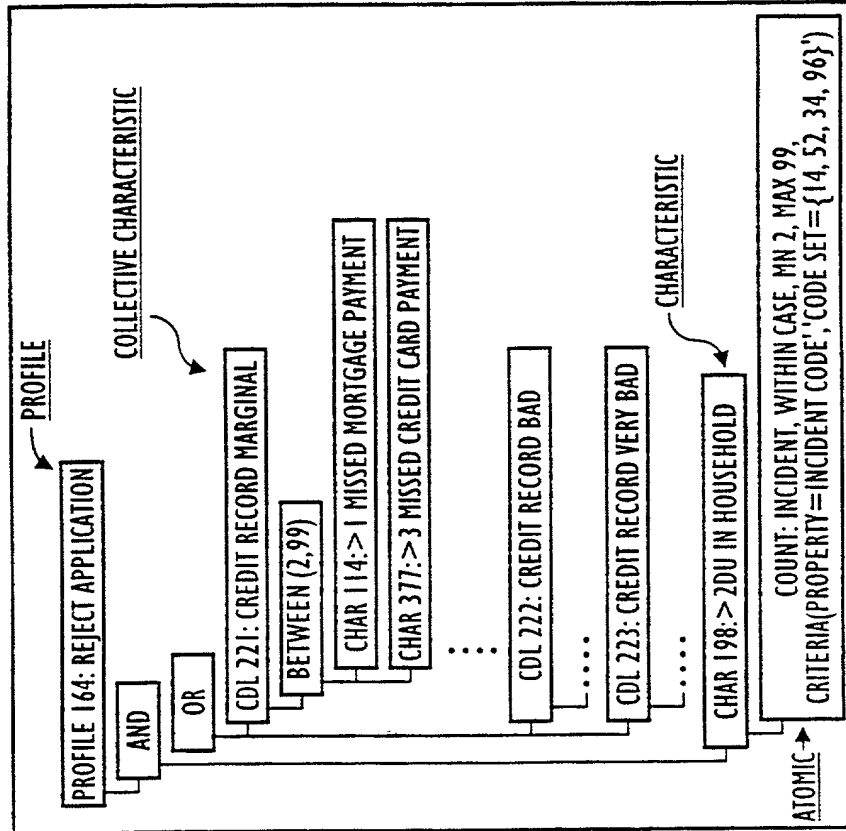 PROFILE
PROFILE 164: REJECT APPLICATION
AND
OR
COLLECTIVE CHARACTERISTIC
CDL 221: CREDIT RECORD MARGINAL
BETWEEN (2,99)
CHAR 114:> 1 MISSED MORTGAGE PAYMENT
CHAR 377:> 3 MISSED CREDIT CARD PAYMENT
....
CDL 222: CREDIT RECORD BAD
....
CDL 223: CREDIT RECORD VERY BAD
....
CHARACTERISTIC
CHAR 198:> 2DU IN HOUSEHOLD
ATOMIC
COUNT: INCIDENT, WITHIN CASE, MN 2, MAX 99,
CRITERIA(PROPERTY=INCIDENT CODE','CODE SET={14, 52, 34, 96}')